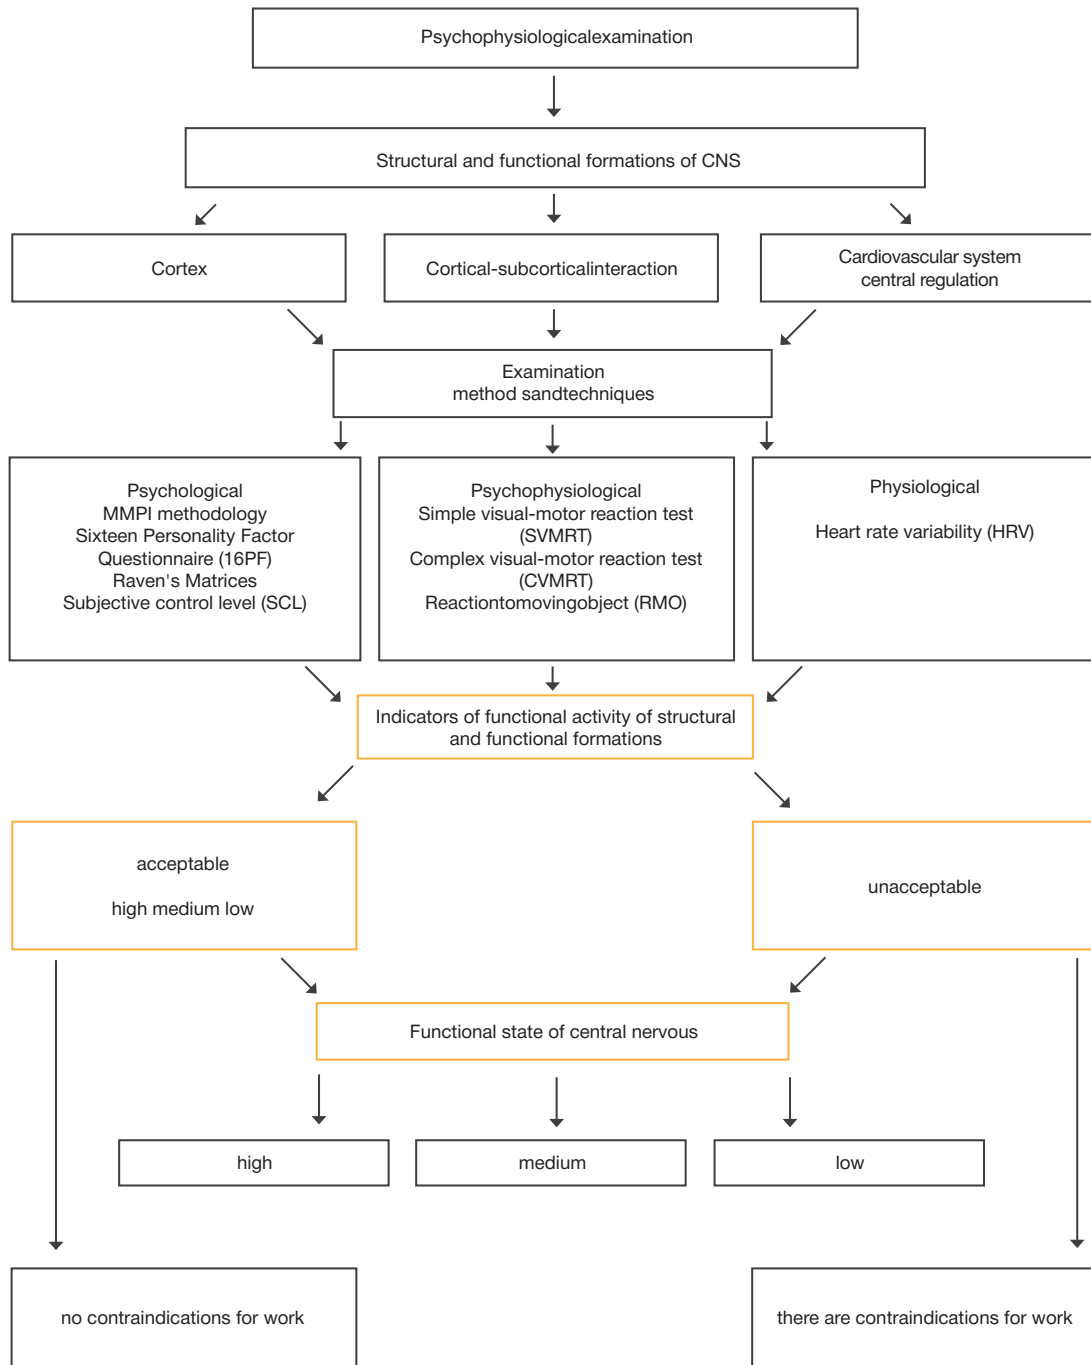 Psychophysiologicalexamination
Structural and functional formations of CNS
Cortex
Cortical-subcorticalinteraction
Cardiovascular system
central regulation
Examination
method sandtechniques
Psychological
MMPI methodology
Sixteen Personality Factor
Questionnaire (16PF)
Raven's Matrices
Subjective control level (SCL)
Psychophysiological
Simple visual-motor reaction test
(SVMRT)
Complex visual-motor reaction test
(CVMRT)
Reactiontomovingobject (RMO)
Physiological
Heart rate variability (HRV)
Indicators of functional activity of structural
and functional formations
acceptable
high medium low
unacceptable
Functional state of central nervous
high
medium
low
no contraindications for work
there are contraindications for work